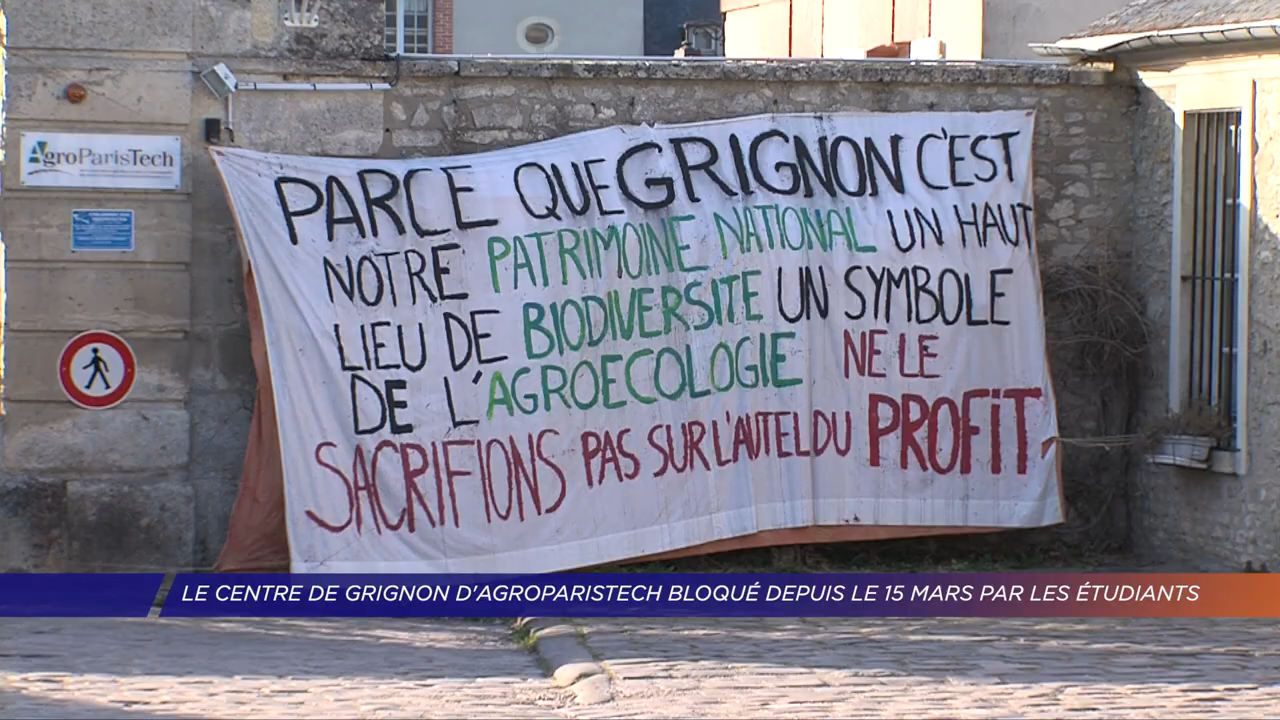 AgroParisTech
PARCE QUE GRIGNON C'EST
NOTRE PATRIMOINE NATIONAL UN HAUT
LIEU DE BIODIVERSITE UN SYMBOLE
DE L'AGROECOLOGIE NE LE
SACRIFIONS PAS SUR L'AUTEL DU PROFIT
LE CENTRE DE GRIGNON D'AGROPARISTECH BLOQUÉ DEPUIS LE 15 MARS PAR LES ÉTUDIANTS